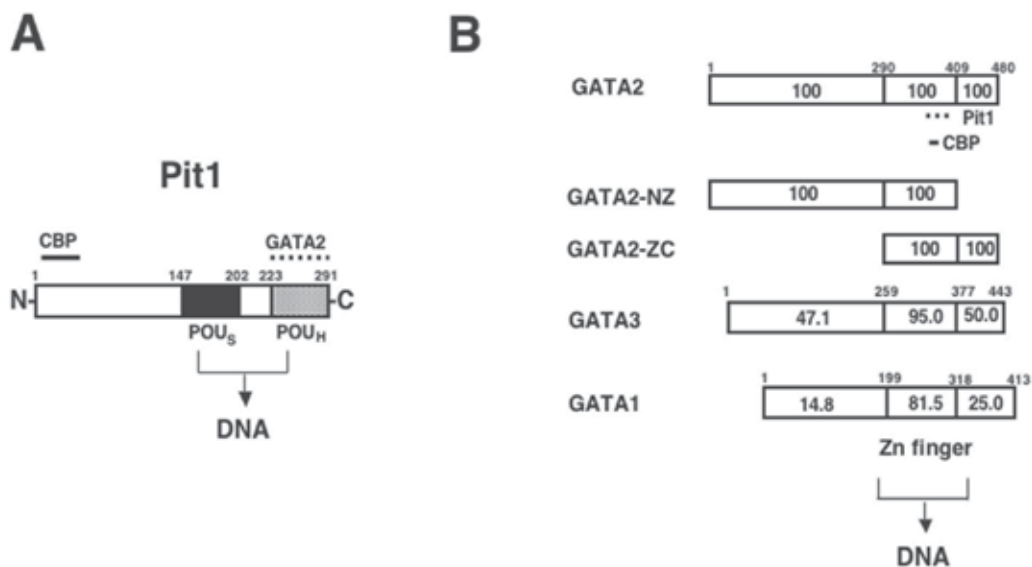 A
Pit1
CBP
GATA2
1 147 202 223 291
N- -C
POUS POUH
DNA
B
1 290 409 480
GATA2 100 100 100
Pit1
CBP
GATA2-NZ 100 100
GATA2-ZC 100 100
1 259 377 443
GATA3 47.1 95.0 50.0
1 199 318 413
GATA1 14.8 81.5 25.0
Zn finger
DNA